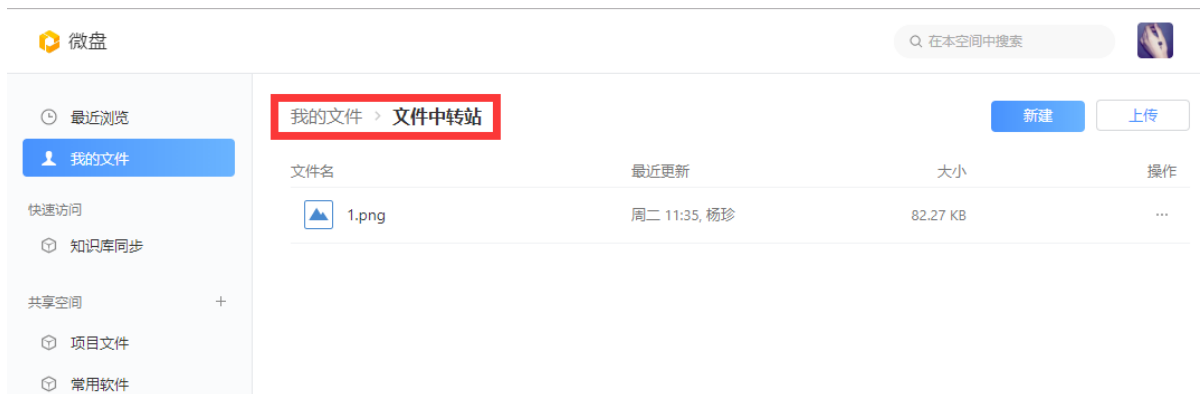 微盘
在本空间中搜索
最近浏览
我的文件
快速访问
知识库同步
共享空间 +
项目文件
常用软件
我的文件 > 文件中转站
新建 上传
文件名 最近更新 大小 操作
1.png 周二 11:35, 杨珍 82.27 KB ...